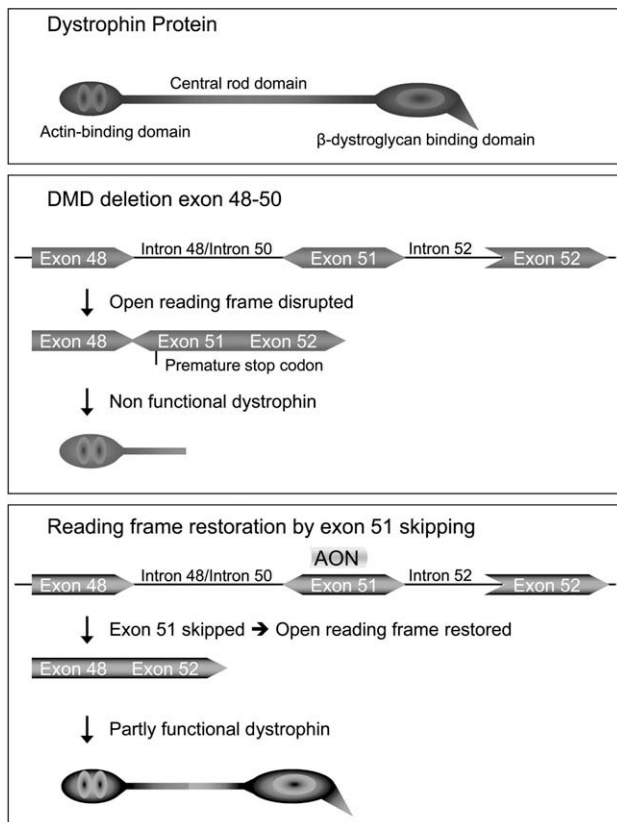 Dystrophin Protein
Central rod domain
Actin-binding domain
β-dystroglycan binding domain
DMD deletion exon 48-50
Exon 48 Intron 48/Intron 50 Exon 51 Intron 52 Exon 52
Open reading frame disrupted
Exon 48 Exon 51 Exon 52
Premature stop codon
Non functional dystrophin
Reading frame restoration by exon 51 skipping
AON
Exon 48 Intron 48/Intron 50 Exon 51 Intron 52 Exon 52
Exon 51 skipped ➔ Open reading frame restored
Exon 48 Exon 52
Partly functional dystrophin